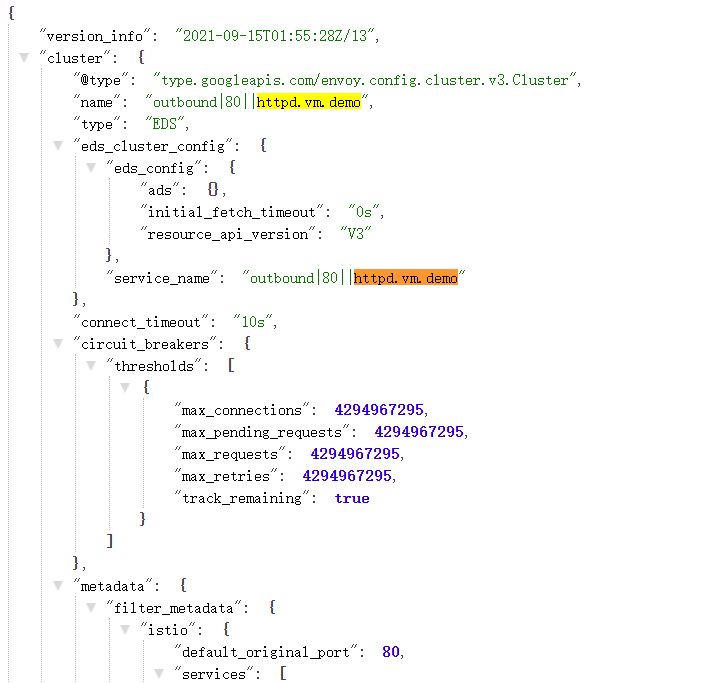 {
"version_info": "2021-09-15T01:55:28Z/13",
"cluster": {
"@type": "type.googleapis.com/envoy.config.cluster.v3.Cluster",
"name": "outbound|80||httpd.vm.demo",
"type": "EDS",
"eds_cluster_config": {
"eds_config": {
"ads": {},
"initial_fetch_timeout": "0s",
"resource_api_version": "V3"
},
"service_name": "outbound|80||httpd.vm.demo"
},
"connect_timeout": "10s",
"circuit_breakers": {
"thresholds": [
{
"max_connections": 4294967295,
"max_pending_requests": 4294967295,
"max_requests": 4294967295,
"max_retries": 4294967295,
"track_remaining": true
}
]
},
"metadata": {
"filter_metadata": {
"istio": {
"default_original_port": 80,
"services": [